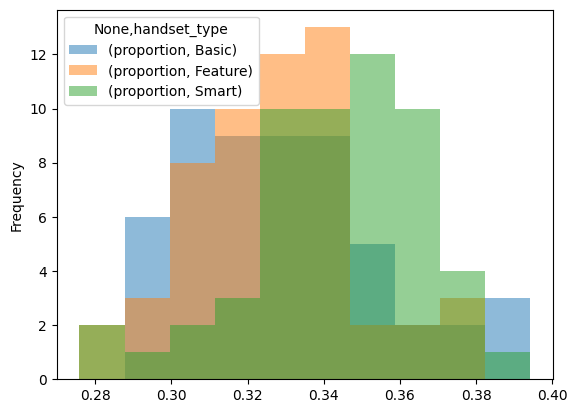 None,handset_type
(proportion, Basic)
(proportion, Feature)
(proportion, Smart)
Frequency
12
10
8
6
4
2
0
0.28 0.30 0.32 0.34 0.36 0.38 0.40